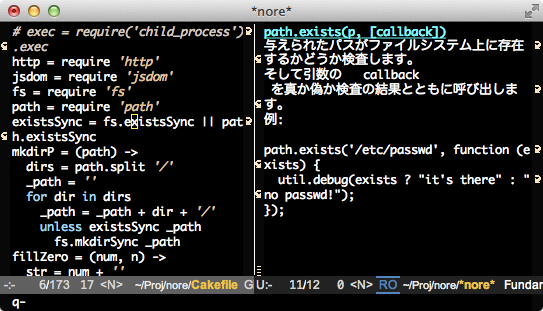 *nore*
# exec = require('child_process')
.exec
http = require 'http'
jsdom = require 'jsdom'
fs = require 'fs'
path = require 'path'
existsSync = fs.existsSync || pat
h.existsSync
mkdirP = (path) ->
  dirs = path.split '/'
  _path = ''
  for dir in dirs
    _path = _path + dir + '/'
    unless existsSync _path
      fs.mkdirSync _path
fillZero = (num, n) ->
  str = num + ''
-:-    6/173  17 <N>  ~/Proj/nore/Cakefile G
path.exists(p, [callback])
与えられたパスがファイルシステム上に存在
するかどうか検査します。
そして引数の   callback
 を真か偽か検査の結果とともに呼び出しま
す。
例:
path.exists('/etc/passwd', function (e
xists) {
  util.debug(exists ? "it's there" : "
no passwd!");
});
U:-   11/12   0 <N> RO ~/Proj/nore/*nore*  Fundam
q-